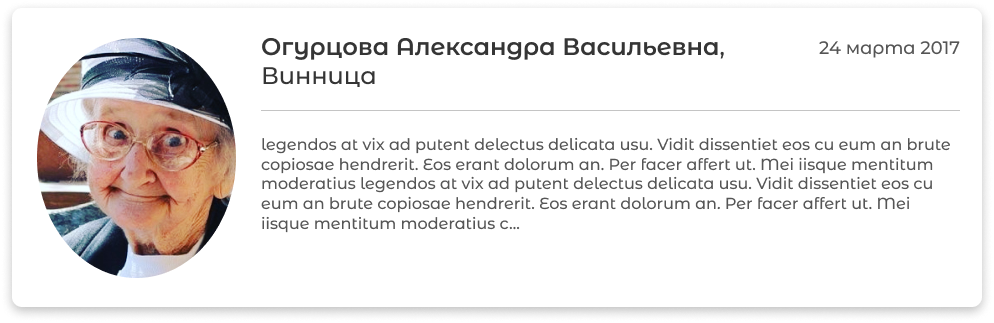 Огурцова Александра Васильевна,
24 марта 2017
Винница
legendos at vix ad putent delectus delicata usu. Vidit dissentiet eos cu eum an brute
copiosae hendrerit. Eos erant dolorum an. Per facer affert ut. Mei iisque mentitum
moderatius legendos at vix ad putent delectus delicata usu. Vidit dissentiet eos cu
eum an brute copiosae hendrerit. Eos erant dolorum an. Per facer affert ut. Mei
iisque mentitum moderatius c...